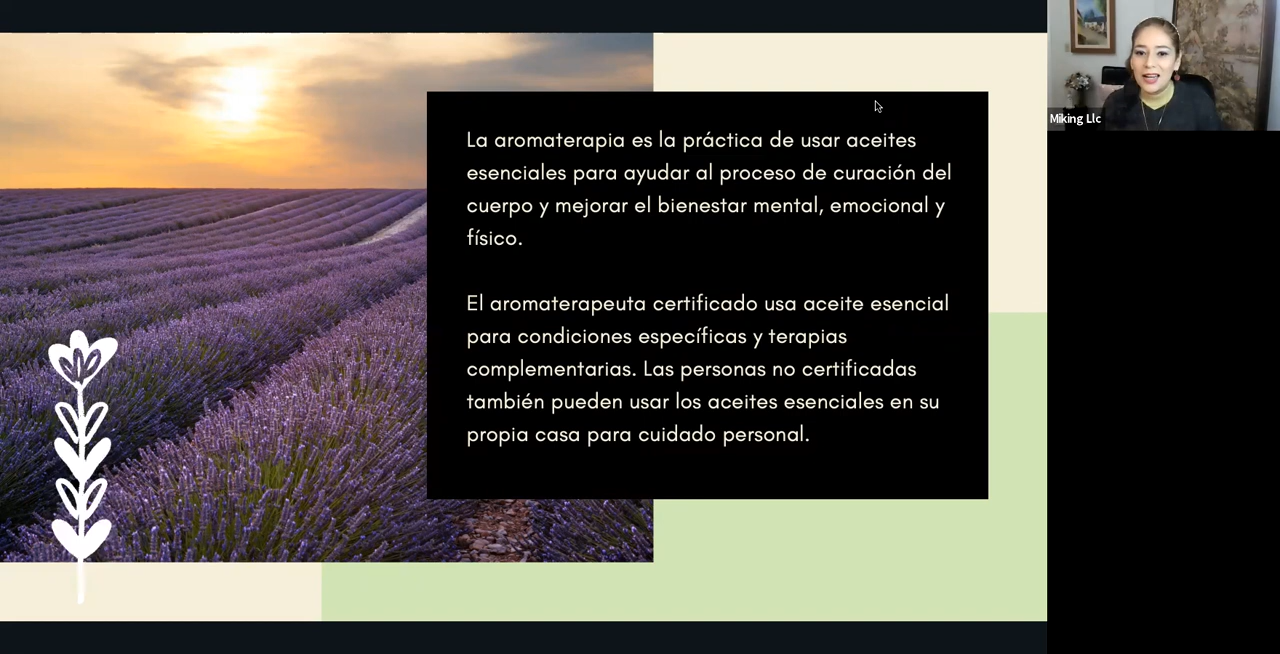 La aromaterapia es la práctica de usar aceites
esenciales para ayudar al proceso de curación del
cuerpo y mejorar el bienestar mental, emocional y
físico.
El aromaterapeuta certificado usa aceite esencial
para condiciones específicas y terapias
complementarias. Las personas no certificadas
también pueden usar los aceites esenciales en su
propia casa para cuidado personal.
Miking Llc